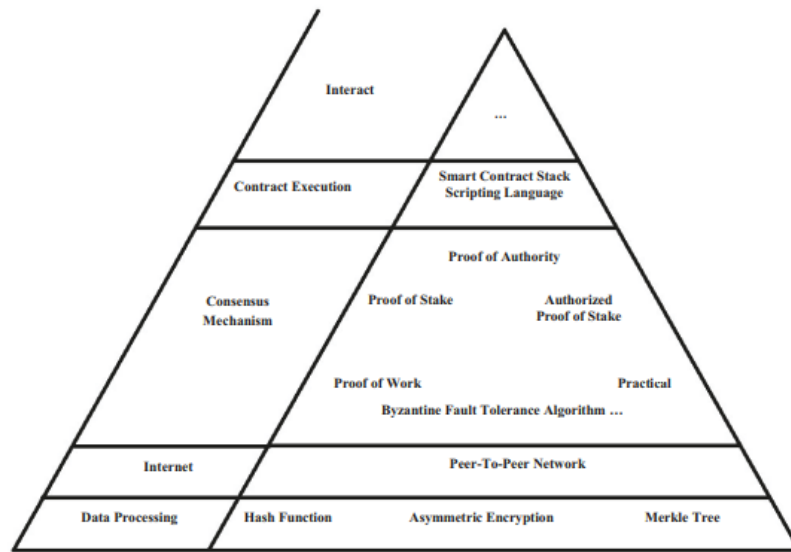 Interact
...
Contract Execution
Smart Contract Stack
Scripting Language
Proof of Authority
Consensus
Mechanism
Proof of Stake
Authorized
Proof of Stake
Proof of Work
Practical
Byzantine Fault Tolerance Algorithm ...
Internet
Peer-To-Peer Network
Data Processing
Hash Function
Asymmetric Encryption
Merkle Tree